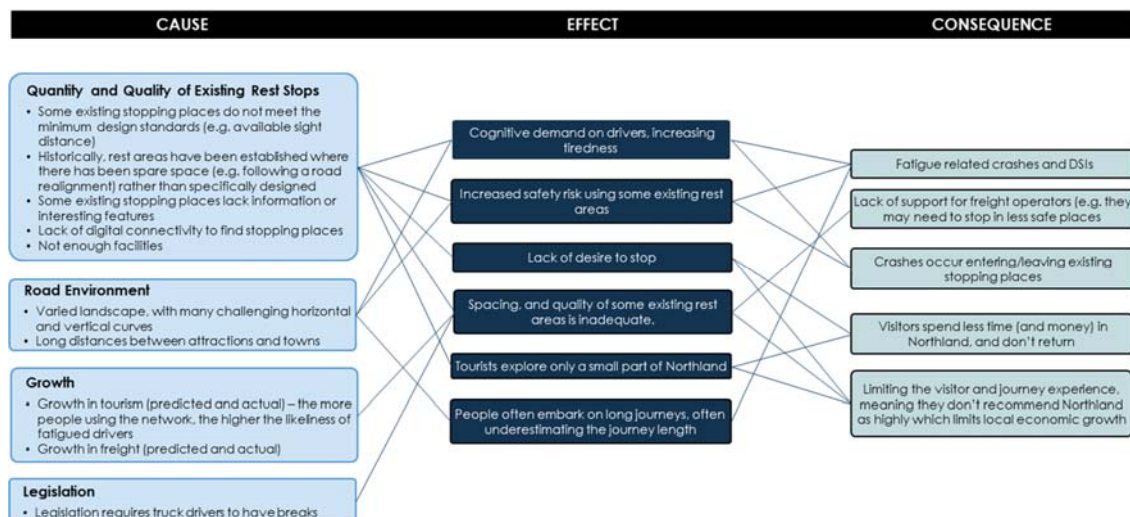 CAUSE
EFFECT
CONSEQUENCE
Quantity and Quality of Existing Rest Stops
• Some existing stopping places do not meet the
minimum design standards (e.g. available sight
distance)
• Historically, rest areas have been established where
there has been spare space (e.g. following a road
realignment) rather than specifically designed
• Some existing stopping places lack information or
interesting features
• Lack of digital connectivity to find stopping places
• Not enough facilities
Road Environment
• Varied landscape, with many challenging horizontal
and vertical curves
• Long distances between attractions and towns
Growth
• Growth in tourism (predicted and actual) – the more
people using the network, the higher the likeliness of
fatigued drivers
• Growth in freight (predicted and actual)
Legislation
• Legislation requires truck drivers to have breaks
Cognitive demand on drivers, increasing
tiredness
Increased safety risk using some existing rest
areas
Lack of desire to stop
Spacing, and quality of some existing rest
areas is inadequate.
Tourists explore only a small part of Northland
People often embark on long journeys, often
underestimating the journey length
Fatigue related crashes and DSIs
Lack of support for freight operators (e.g. they
may need to stop in less safe places
Crashes occur entering/leaving existing
stopping places
Visitors spend less time (and money) in
Northland, and don't return
Limiting the visitor and journey experience,
meaning they don't recommend Northland
as highly which limits local economic growth